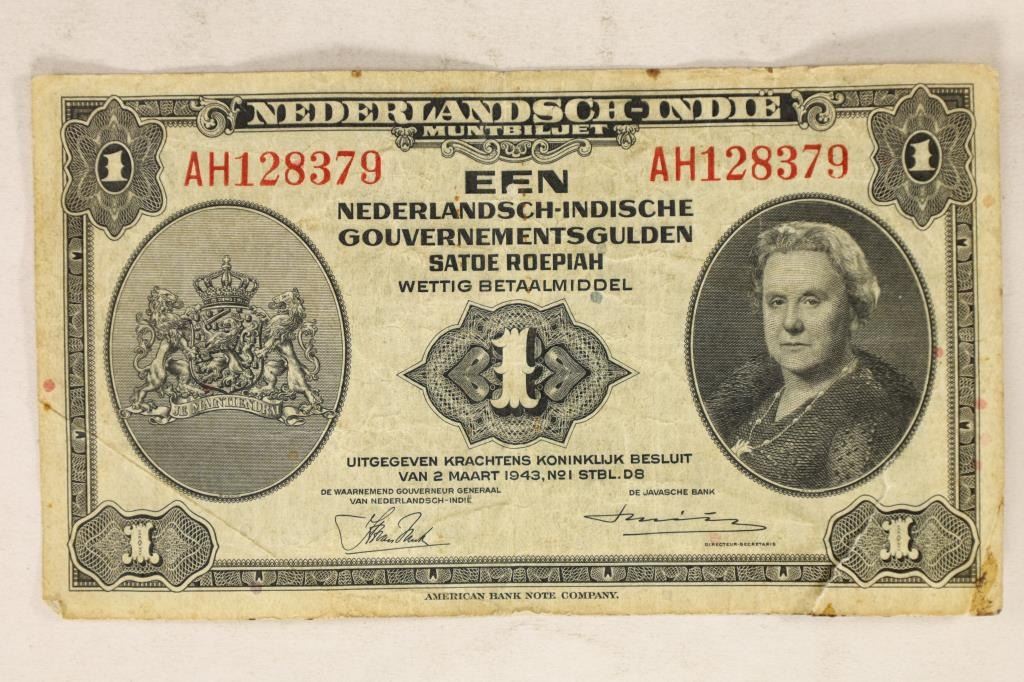 NEDERLANDSCH-INDIË
MUNTBILJET
1
1
AH128379
AH128379
EEN
NEDERLANDSCH-INDISCHE
GOUVERNEMENTSGULDEN
SATOE ROEPIAH
WETTIG BETAALMIDDEL
1
JE MAINTIENDRAI
UITGEGEVEN KRACHTENS KONINKLIJK BESLUIT
VAN 2 MAART 1943, No1 STBL. D8
DE WAARNEMEND GOUVERNEUR GENERAAL
VAN NEDERLANDSCH-INDIË
DE JAVASCHE BANK
DIRECTEUR-SECRETARIS
1
1
AMERICAN BANK NOTE COMPANY.